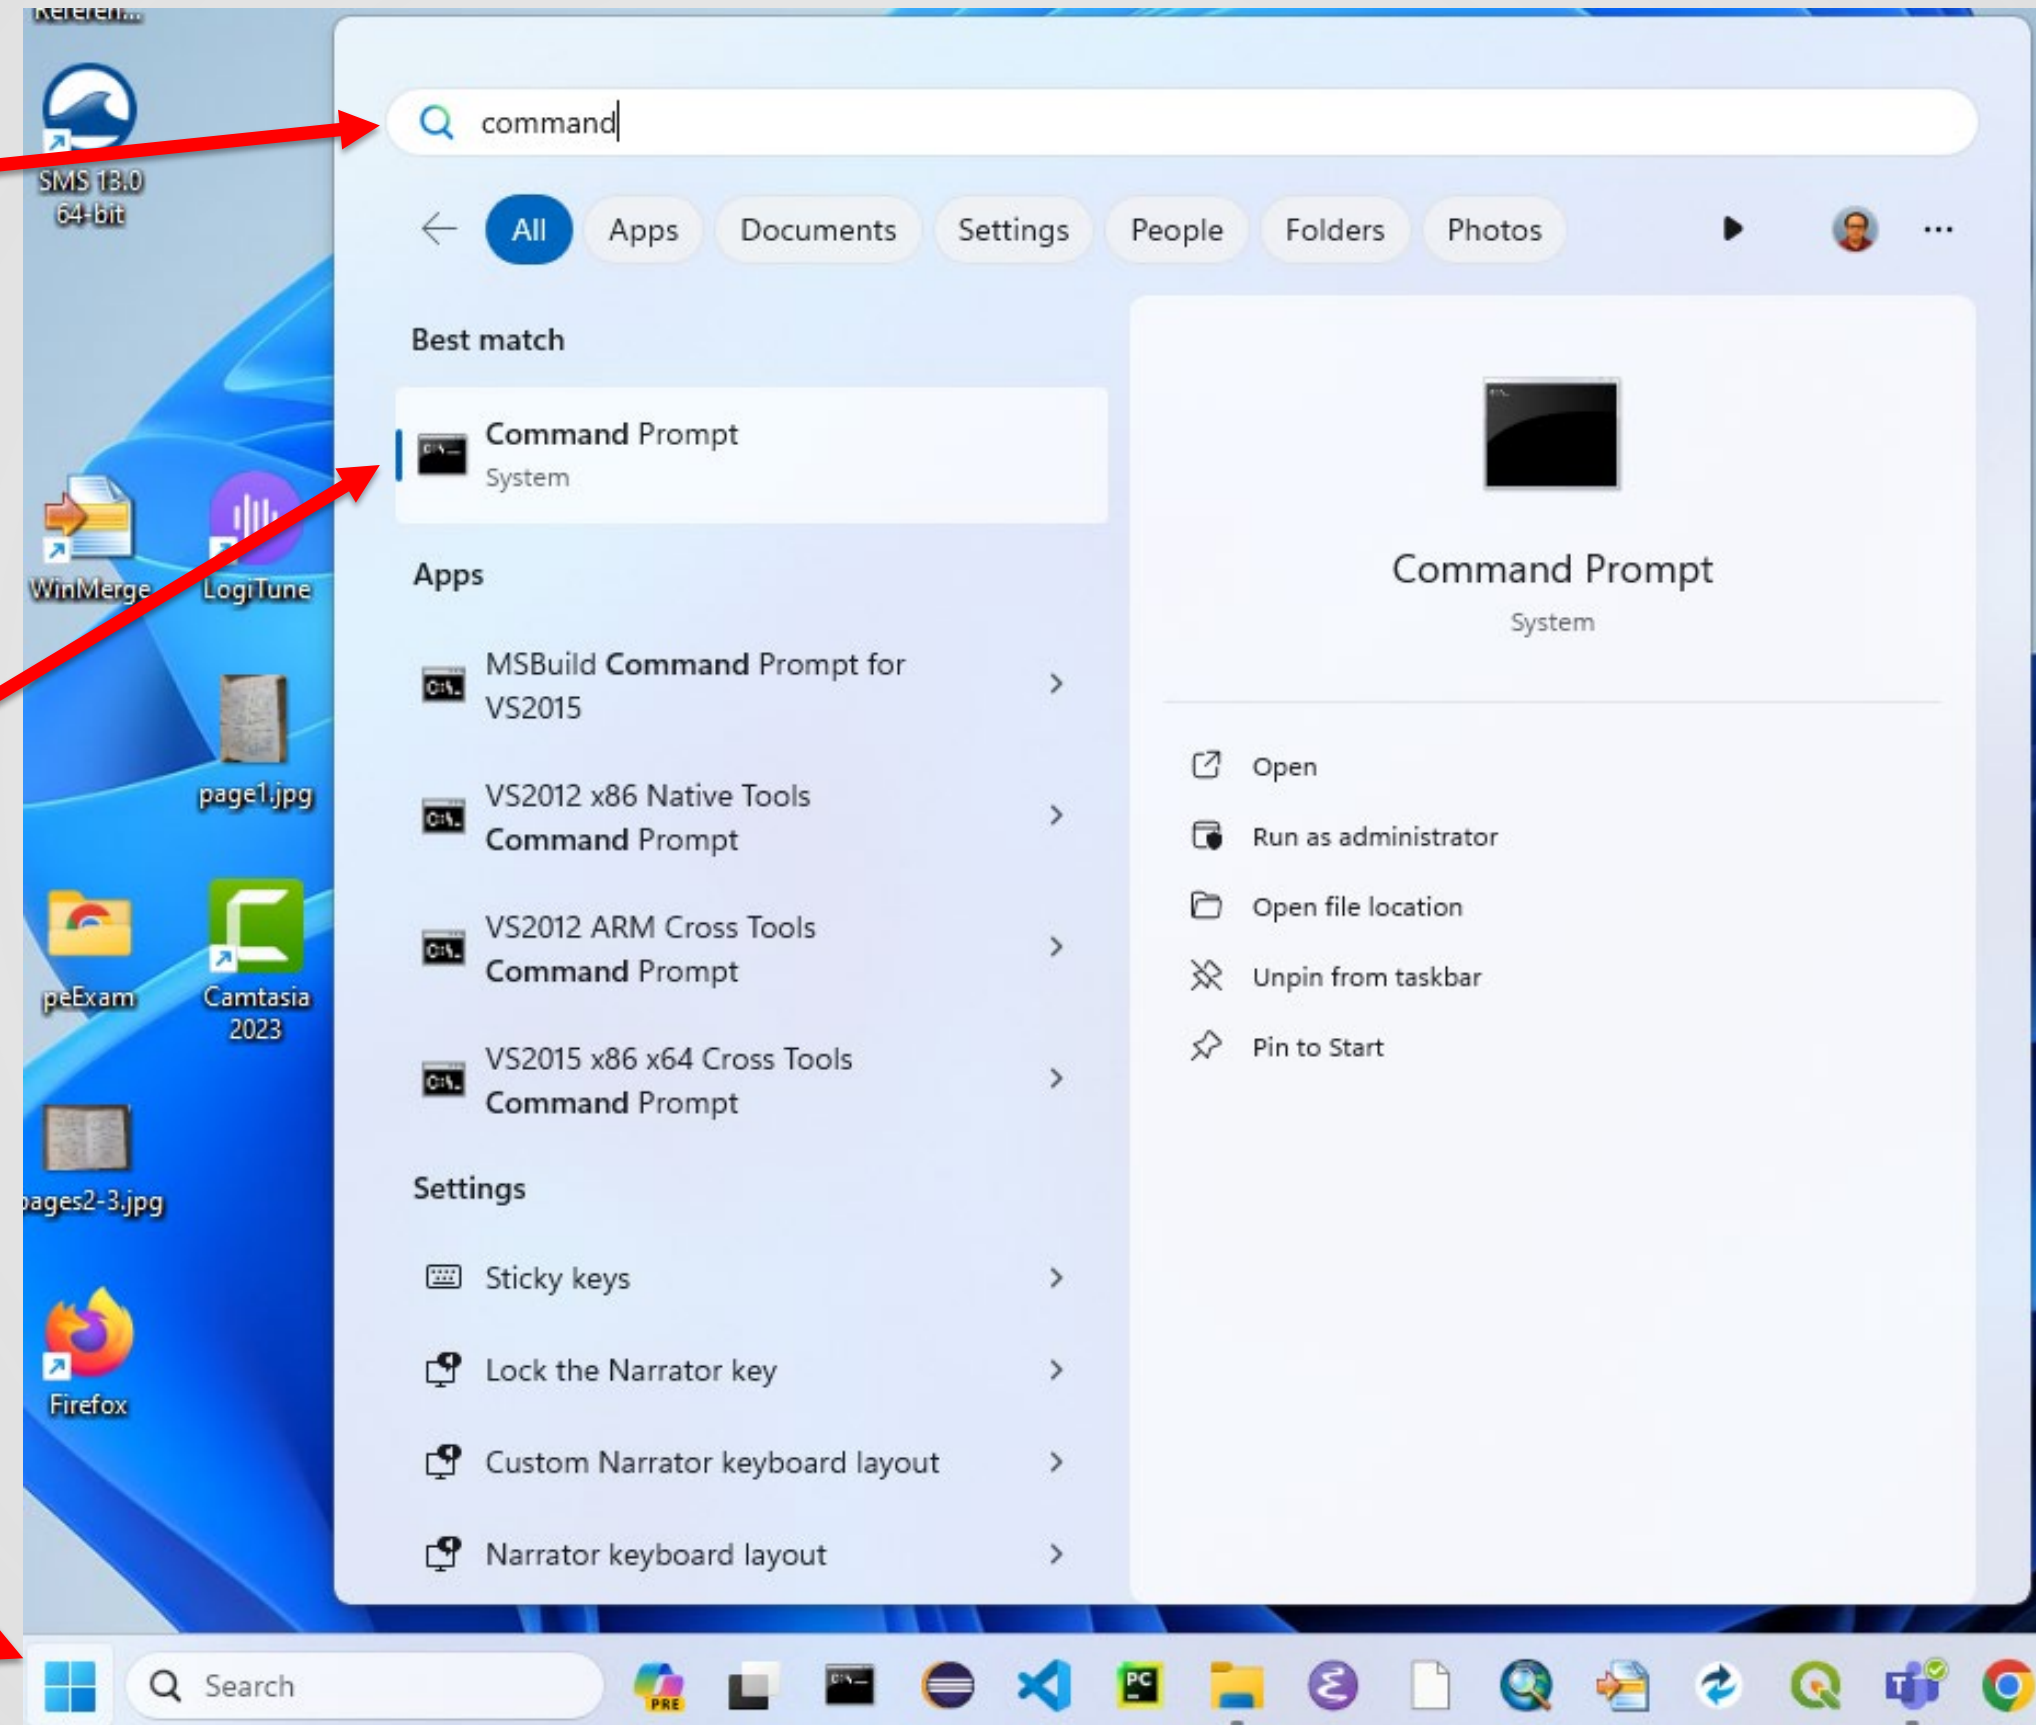 SMS 13.0
64-bit
WinMerge
LogiTune
page1.jpg
peExam
Camtasia
2023
ages2-3.jpg
Firefox
command
All
Apps
Documents
Settings
People
Folders
Photos
Best match
Command Prompt
System
Apps
MSBuild Command Prompt for
VS2015
VS2012 x86 Native Tools
Command Prompt
VS2012 ARM Cross Tools
Command Prompt
VS2015 x86 x64 Cross Tools
Command Prompt
Settings
Sticky keys
Lock the Narrator key
Custom Narrator keyboard layout
Narrator keyboard layout
Command Prompt
System
Open
Run as administrator
Open file location
Unpin from taskbar
Pin to Start
Search
PRE
PC